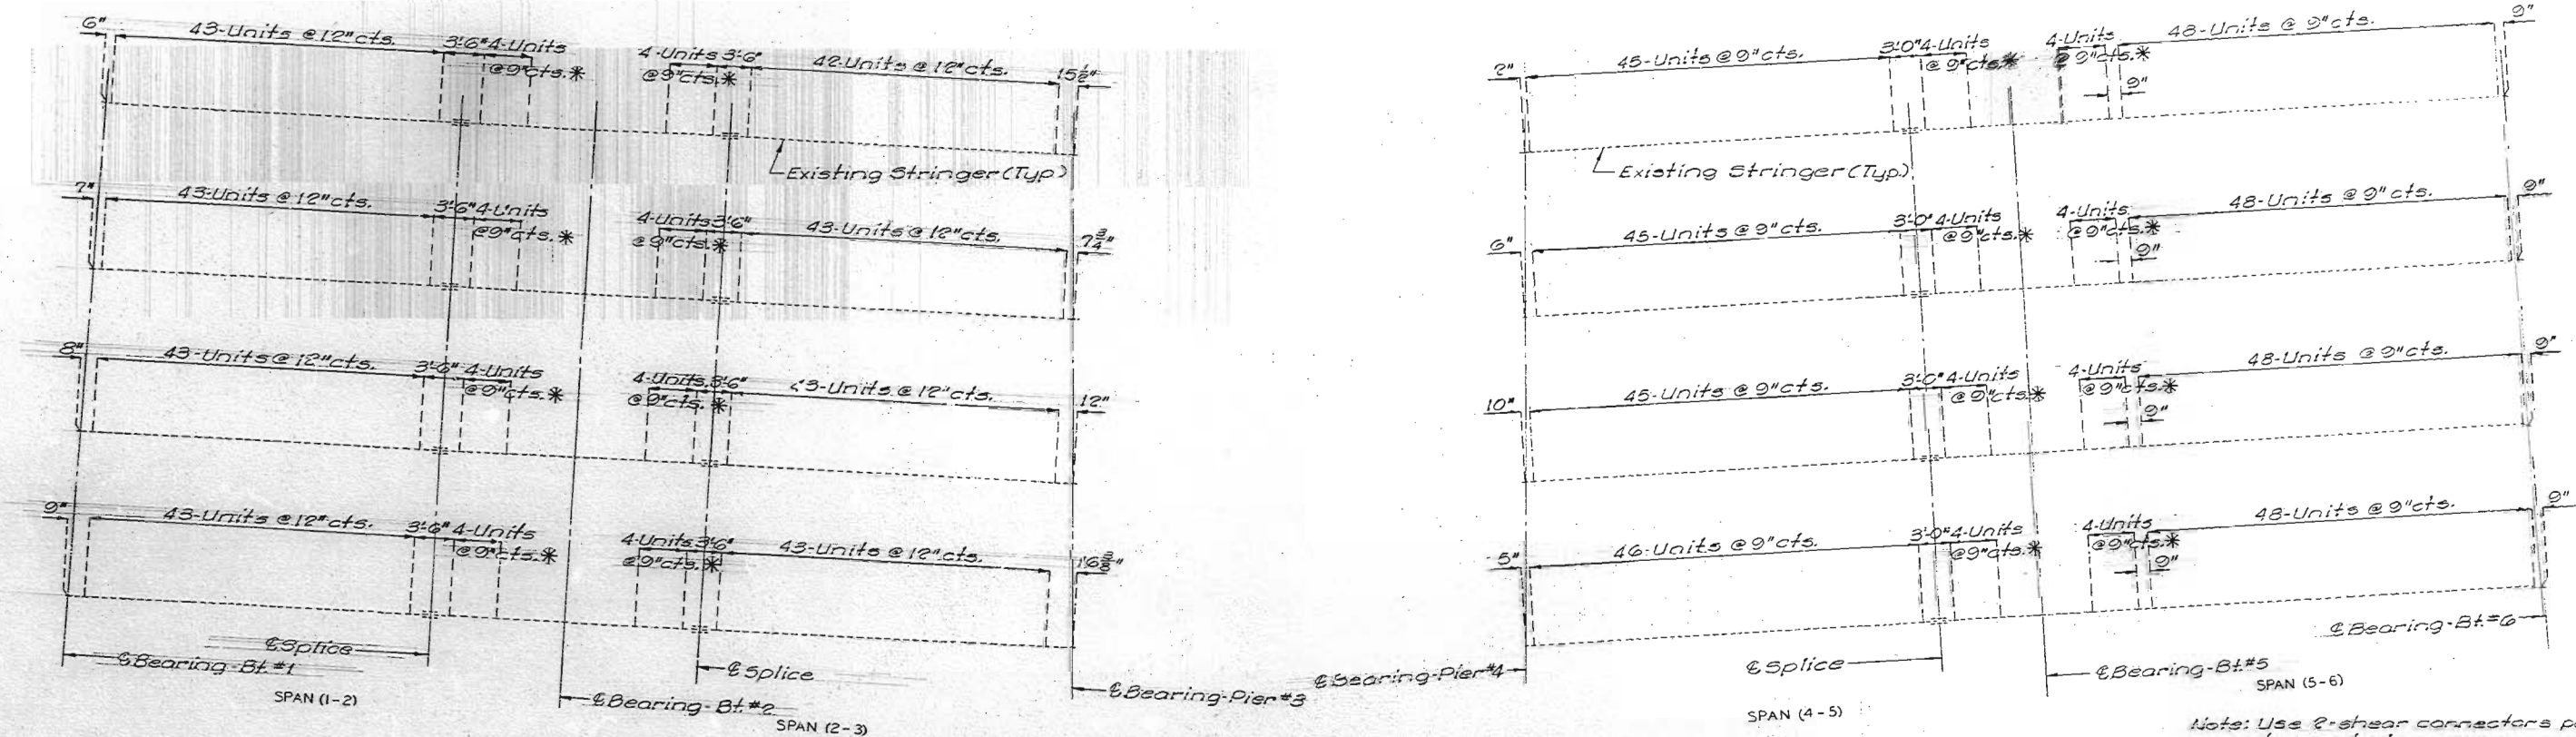 6" 43-Units @ 12"cts. 3'-6" 4-Units @9"cts.* 4-Units 3'-6" @9"cts.* 42-Units @ 12"cts. 15½"
Existing Stringer (Typ.)
7" 43-Units @ 12"cts. 3'-6" 4-Units @9"cts.* 4-Units 3'-6" @9"cts.* 43-Units @ 12"cts. 7¾"
8" 43-Units @ 12"cts. 3'-6" 4-Units @9"cts.* 4-Units 3'-6" @9"cts.* 43-Units @ 12"cts. 12"
9" 43-Units @ 12"cts. 3'-6" 4-Units @9"cts.* 4-Units 3'-6" @9"cts.* 43-Units @ 12"cts.
℄ Splice
℄ Bearing-Bt. #1
SPAN (1-2)
℄ Splice
℄ Bearing-Bt. #2
SPAN (2-3)
℄ Bearing-Pier #3
2" 45-Units @ 9"cts. 3'-0" 4-Units @ 9"cts.* 4-Units @ 9"cts.* 9" 48-Units @ 9"cts. 9"
Existing Stringer (Typ.)
6" 45-Units @ 9"cts. 3'-0" 4-Units @ 9"cts.* 4-Units @9"cts.* 9" 48-Units @ 9"cts. 9"
10" 45-Units @ 9"cts. 3'-0" 4-Units @9"cts.* 4-Units @9"cts.* 9" 48-Units @ 9"cts. 9"
5" 46-Units @ 9"cts. 3'-0" 4-Units @9"cts.* 4-Units @9"cts.* 9" 48-Units @ 9"cts. 9"
℄ Bearing-Pier #4
℄ Splice
SPAN (4-5)
℄ Bearing-Bt. #5
SPAN (5-6)
℄ Bearing-Bt. #6
Note: Use 2-shear connectors